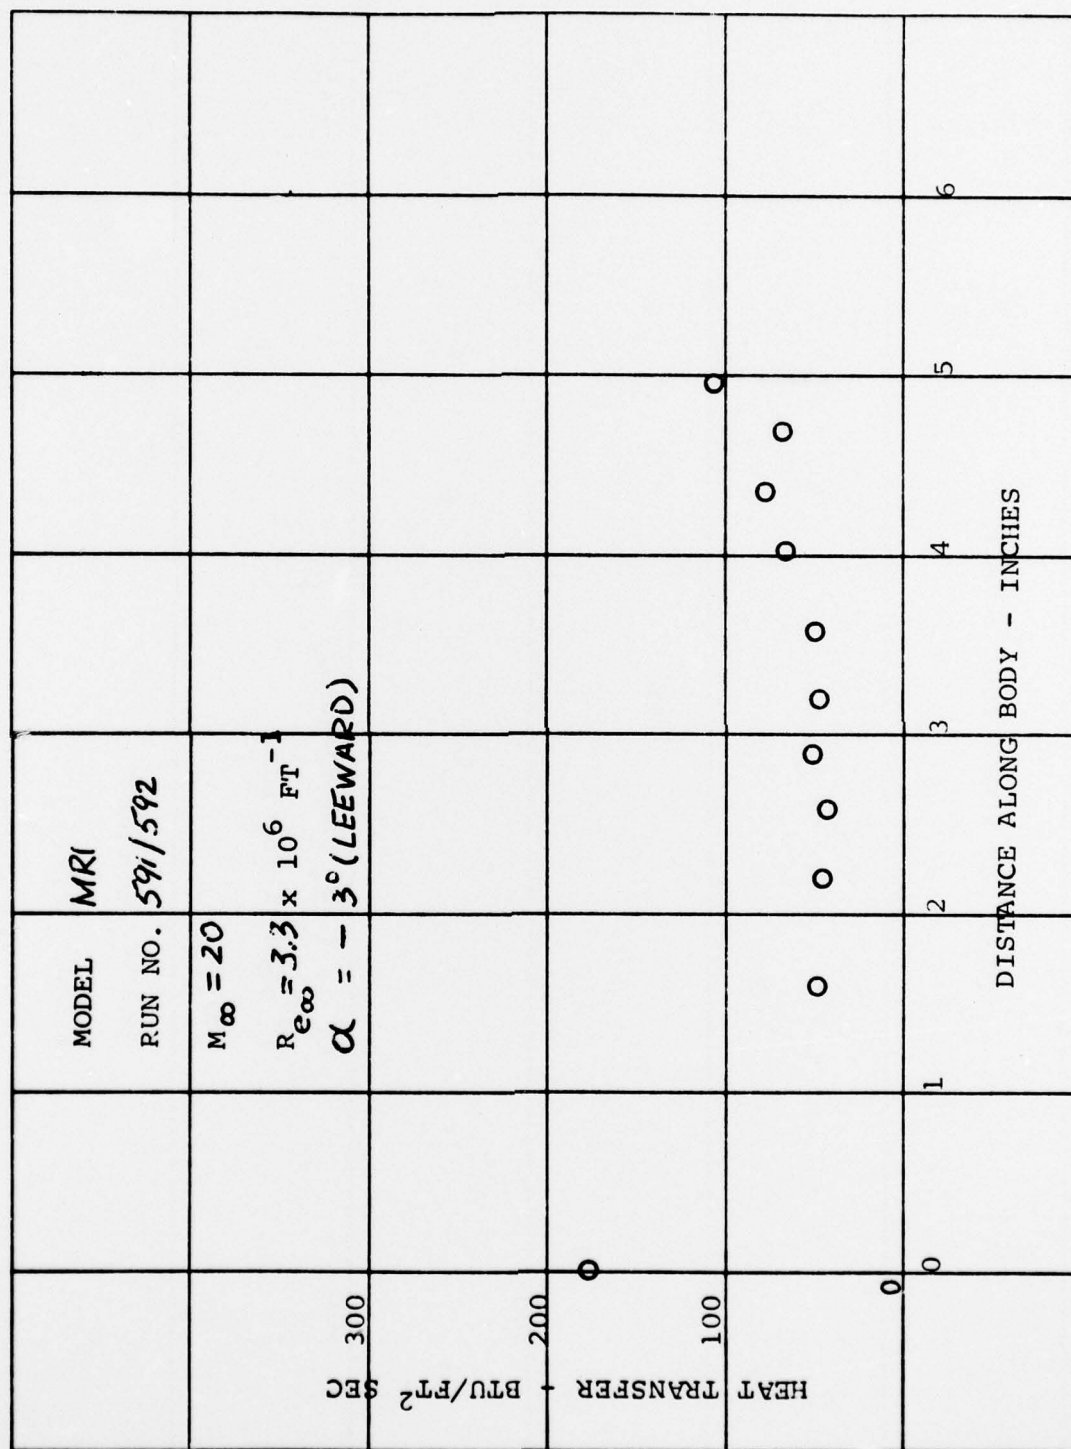 MODEL MRI
RUN NO. 591/592
M∞ = 20
Re∞ = 3.3 x 10⁶ FT⁻¹
α = - 3° (LEEWARD)
HEAT TRANSFER - BTU/FT² SEC
300
200
100
0
0 1 2 3 4 5 6
DISTANCE ALONG BODY - INCHES